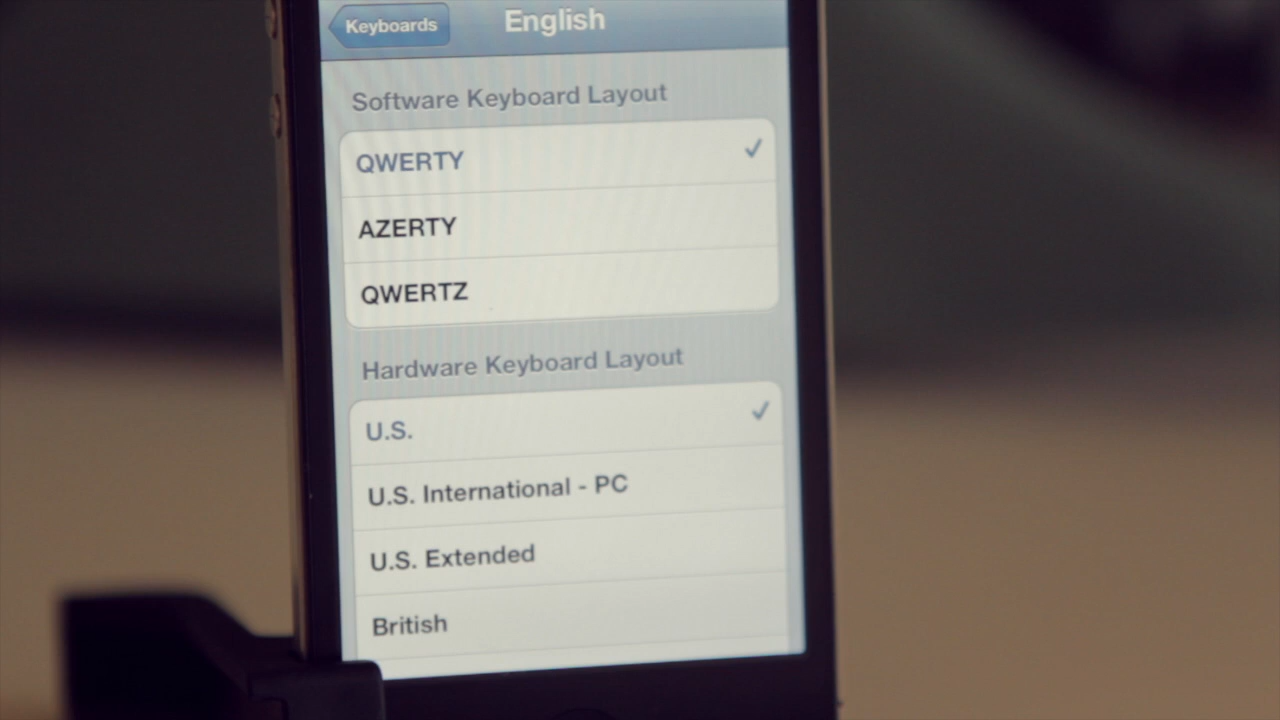 Keyboards
English
Software Keyboard Layout
QWERTY
AZERTY
QWERTZ
Hardware Keyboard Layout
U.S.
U.S. International - PC
U.S. Extended
British